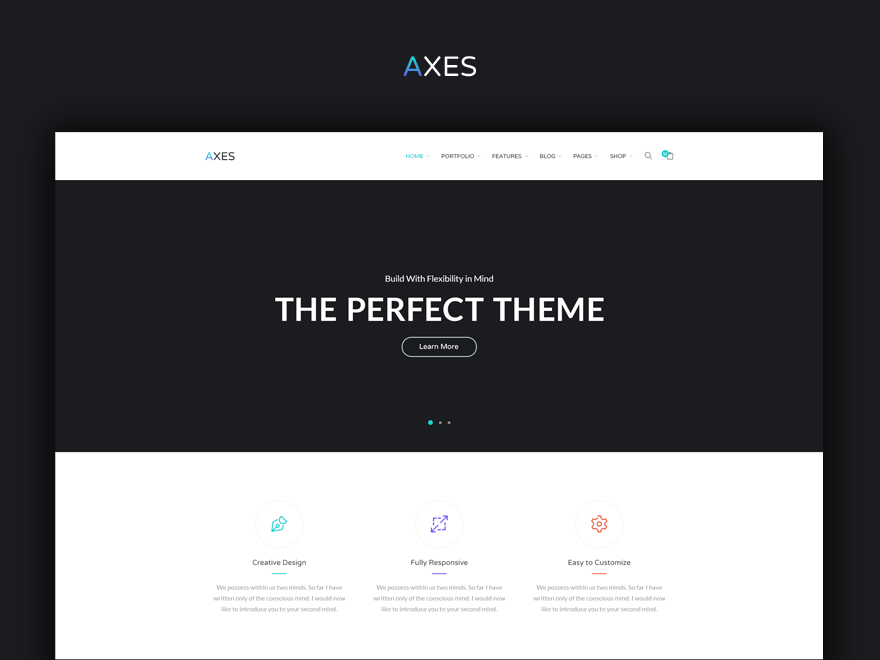 AXES
AXES
HOME PORTFOLIO FEATURES BLOG PAGES SHOP
Build With Flexibility in Mind
THE PERFECT THEME
Learn More
Creative Design
We possess within us two minds. So far I have
written only of the conscious mind. I would now
like to introduce you to your second mind.
Fully Responsive
We possess within us two minds. So far I have
written only of the conscious mind. I would now
like to introduce you to your second mind.
Easy to Customize
We possess within us two minds. So far I have
written only of the conscious mind. I would now
like to introduce you to your second mind.